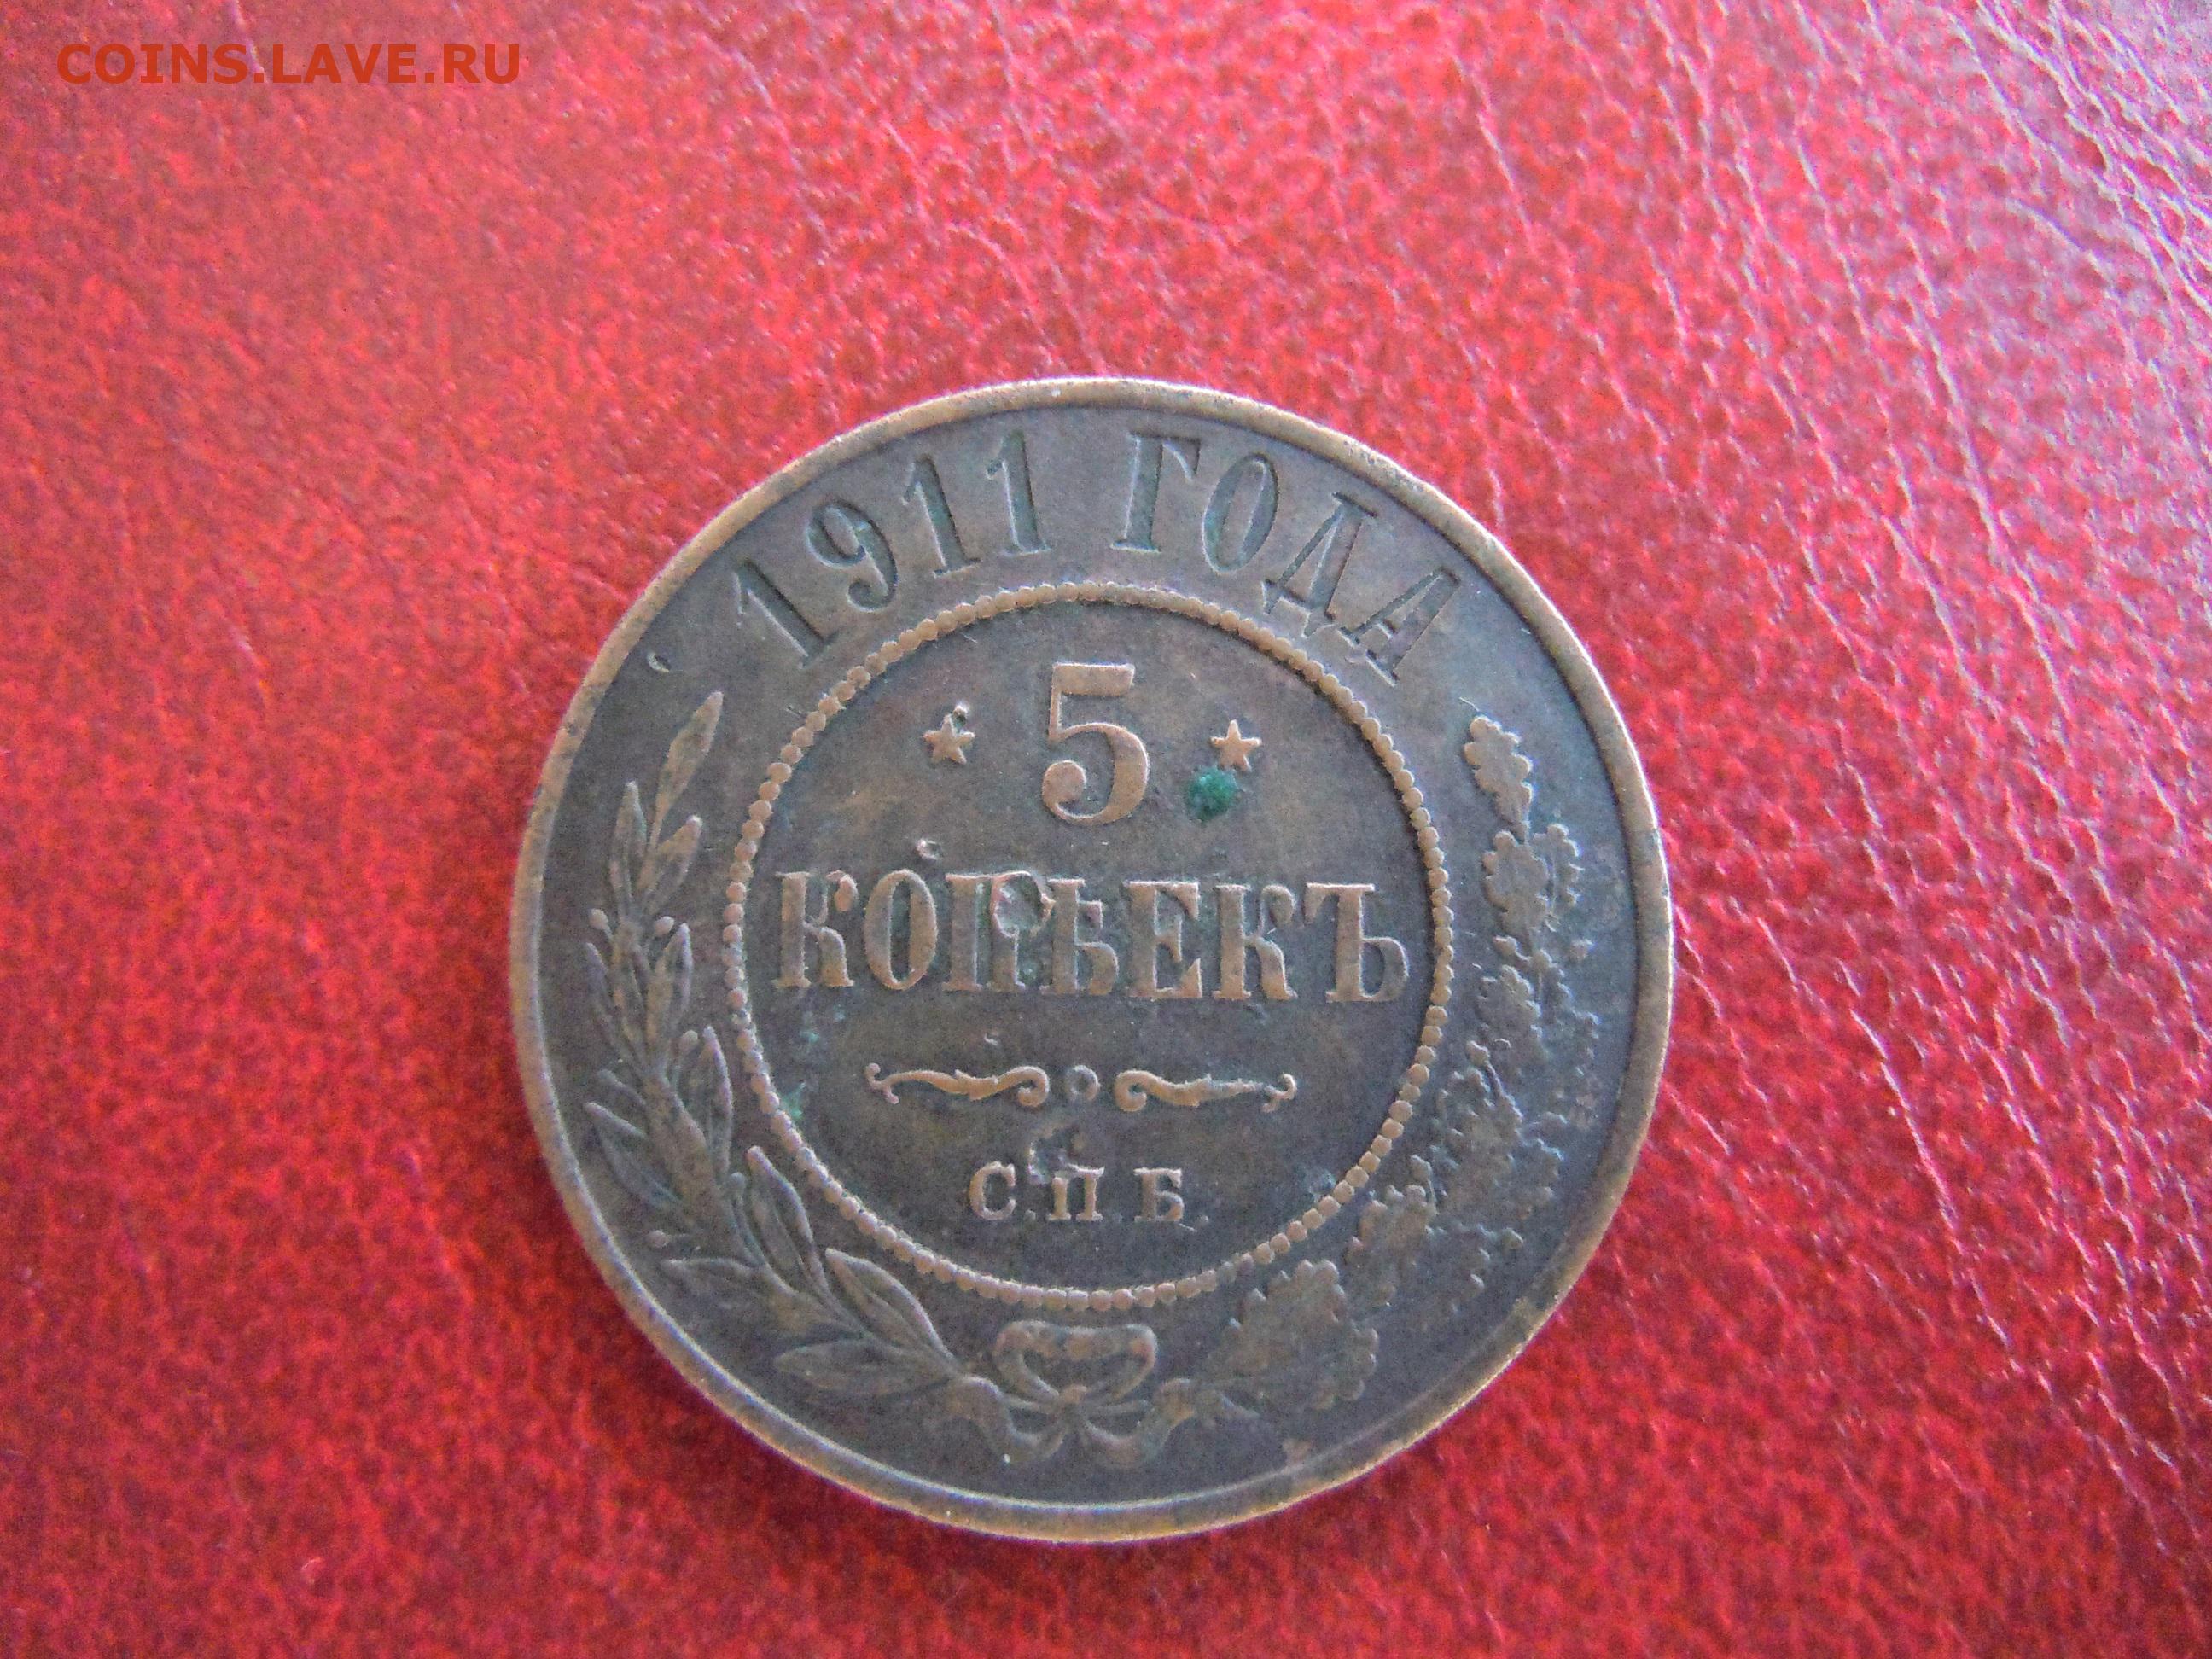 COINS.LAVE.RU
1911 ГОДА
5
КОПѢЕКЪ
С П Б